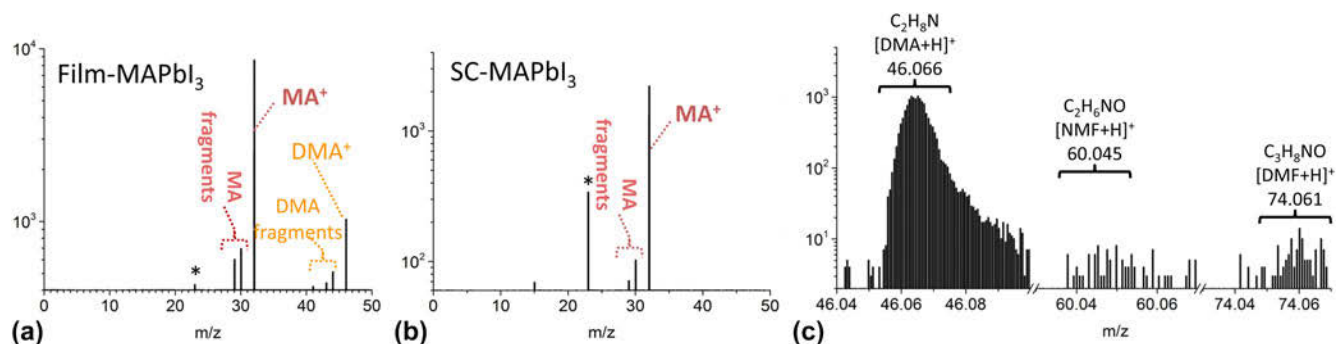 Film-MAPbI₃
MA⁺
DMA⁺
DMA
fragments
MA
fragments
*
10⁴
10³
0 10 20 30 40 50
m/z
(a)
SC-MAPbI₃
MA⁺
MA
fragments
*
10³
10²
0 10 20 30 40 50
m/z
(b)
C₂H₈N
[DMA+H]⁺
46.066
C₂H₆NO
[NMF+H]⁺
60.045
C₃H₈NO
[DMF+H]⁺
74.061
10³
10²
10¹
46.04 46.06 46.08 60.04 60.06 74.04 74.06
m/z
(c)